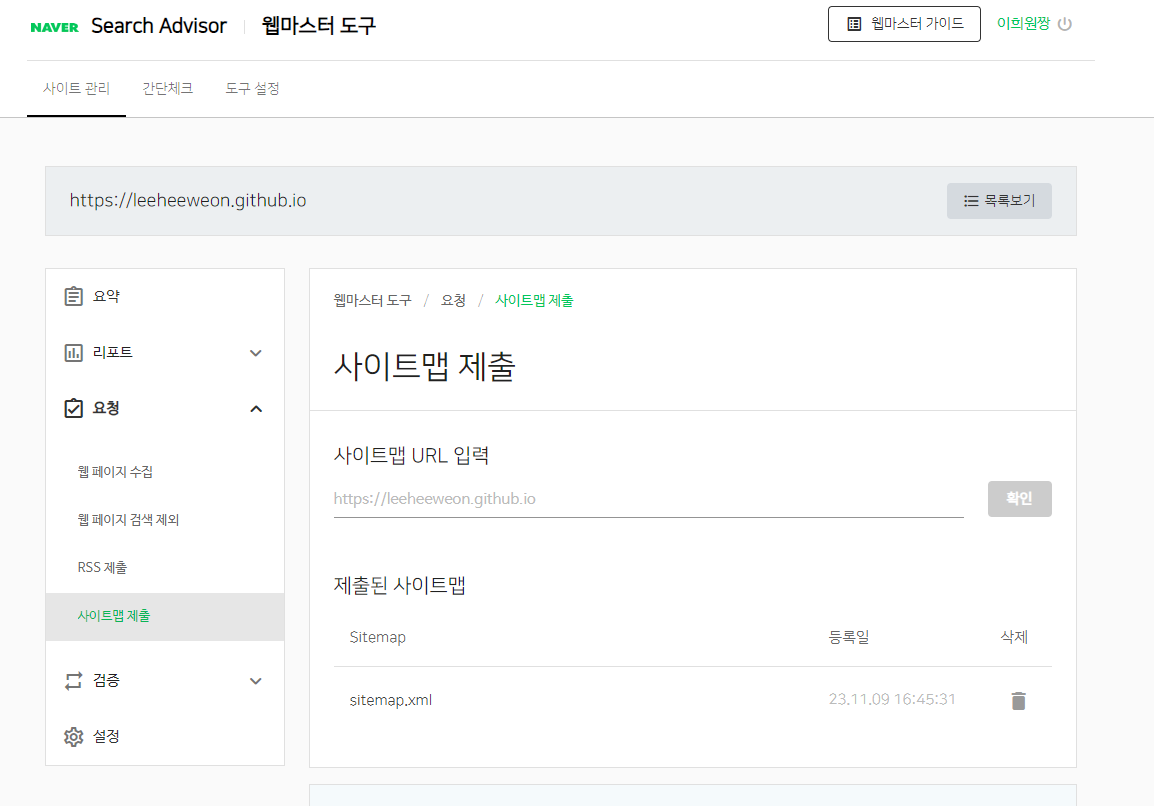 NAVER Search Advisor 웹마스터 도구 웹마스터 가이드 이희원짱
사이트 관리 간단체크 도구 설정
https://leeheeweon.github.io 목록보기
요약
리포트
요청
웹 페이지 수집
웹 페이지 검색 제외
RSS 제출
사이트맵 제출
검증
설정
웹마스터 도구 / 요청 / 사이트맵 제출
사이트맵 제출
사이트맵 URL 입력
https://leeheeweon.github.io 확인
제출된 사이트맵
Sitemap 등록일 삭제
sitemap.xml 23.11.09 16:45:31